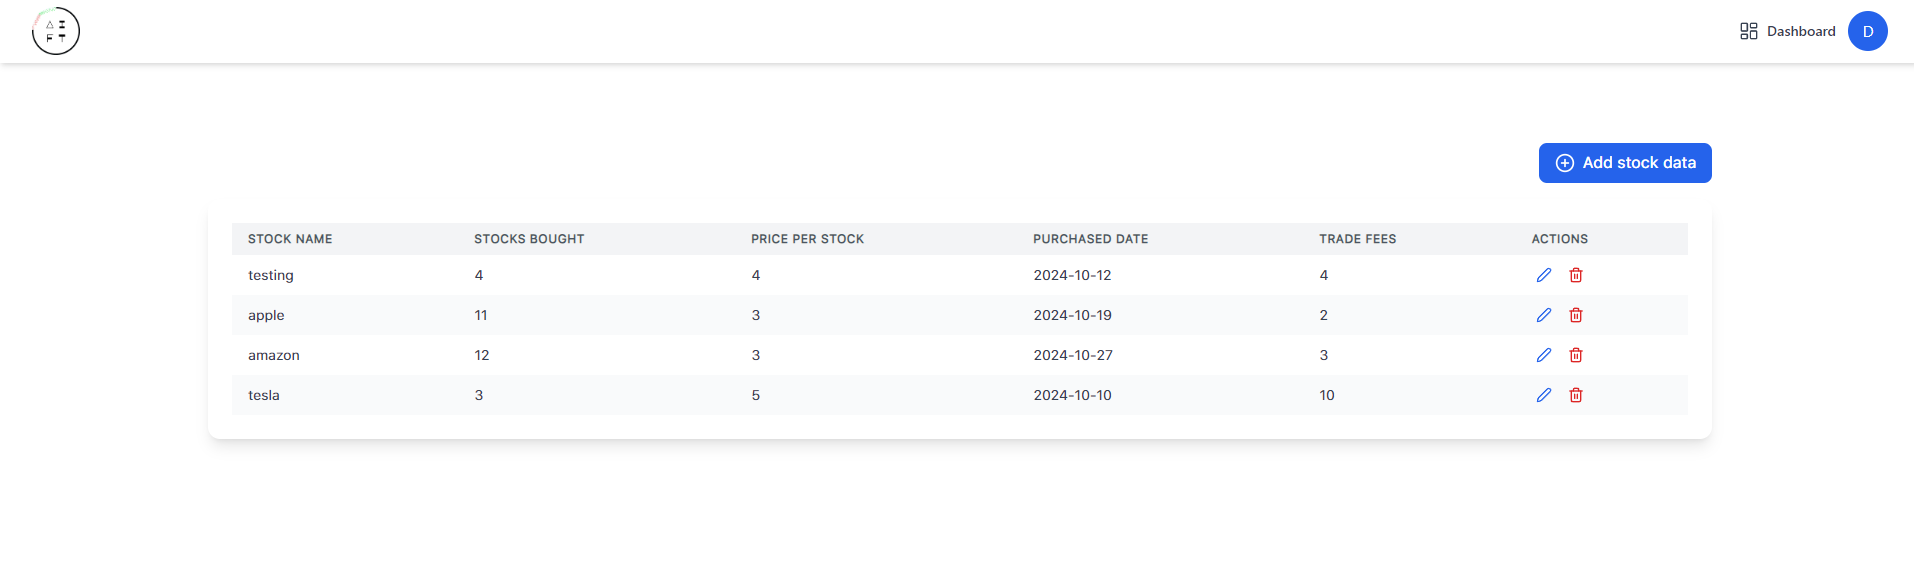 AI
FT
Dashboard
D
Add stock data
STOCK NAME STOCKS BOUGHT PRICE PER STOCK PURCHASED DATE TRADE FEES ACTIONS
testing 4 4 2024-10-12 4
apple 11 3 2024-10-19 2
amazon 12 3 2024-10-27 3
tesla 3 5 2024-10-10 10